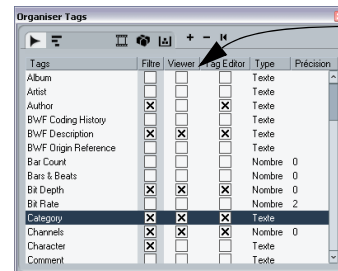 Organiser Tags
Tags Filtre Viewer Tag Editor Type Précision
Album Texte
Artist Texte
Author Texte
BWF Coding History Texte
BWF Description Texte
BWF Origin Reference Texte
Bar Count Nombre 0
Bars & Beats Nombre 0
Bit Depth Nombre 0
Bit Rate Nombre 2
Category Texte
Channels Nombre 0
Character Texte
Comment Texte